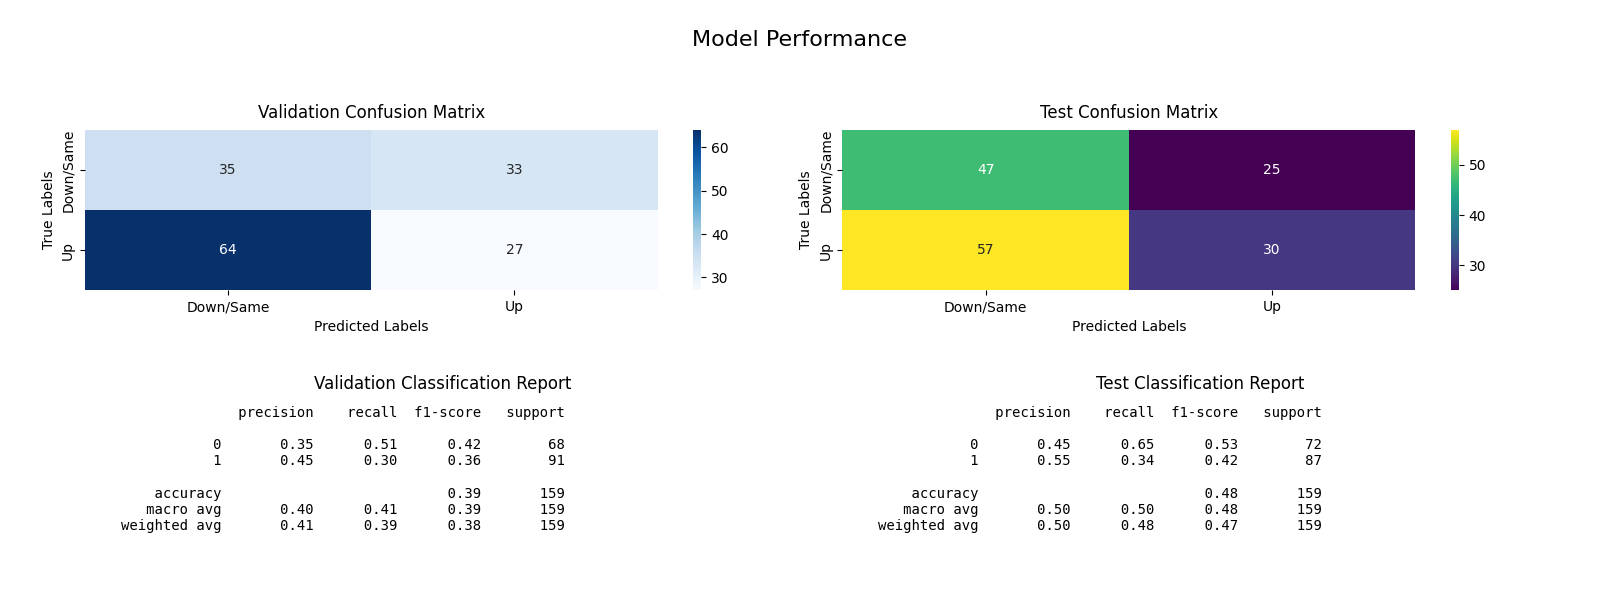 Model Performance
Validation Confusion Matrix
True Labels
Down/Same
Up
35 33
64 27
Down/Same Up
Predicted Labels
60
50
40
30
Test Confusion Matrix
True Labels
Down/Same
Up
47 25
57 30
Down/Same Up
Predicted Labels
50
40
30
Validation Classification Report
precision recall f1-score support
0 0.35 0.51 0.42 68
1 0.45 0.30 0.36 91
accuracy 0.39 159
macro avg 0.40 0.41 0.39 159
weighted avg 0.41 0.39 0.38 159
Test Classification Report
precision recall f1-score support
0 0.45 0.65 0.53 72
1 0.55 0.34 0.42 87
accuracy 0.48 159
macro avg 0.50 0.50 0.48 159
weighted avg 0.50 0.48 0.47 159